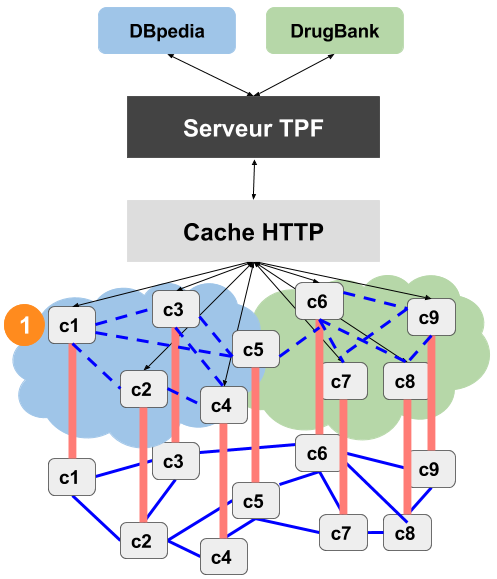 DBpedia
DrugBank
Serveur TPF
Cache HTTP
1
c1
c3
c6
c9
c5
c2
c4
c7
c8
c1
c3
c6
c9
c5
c2
c4
c7
c8